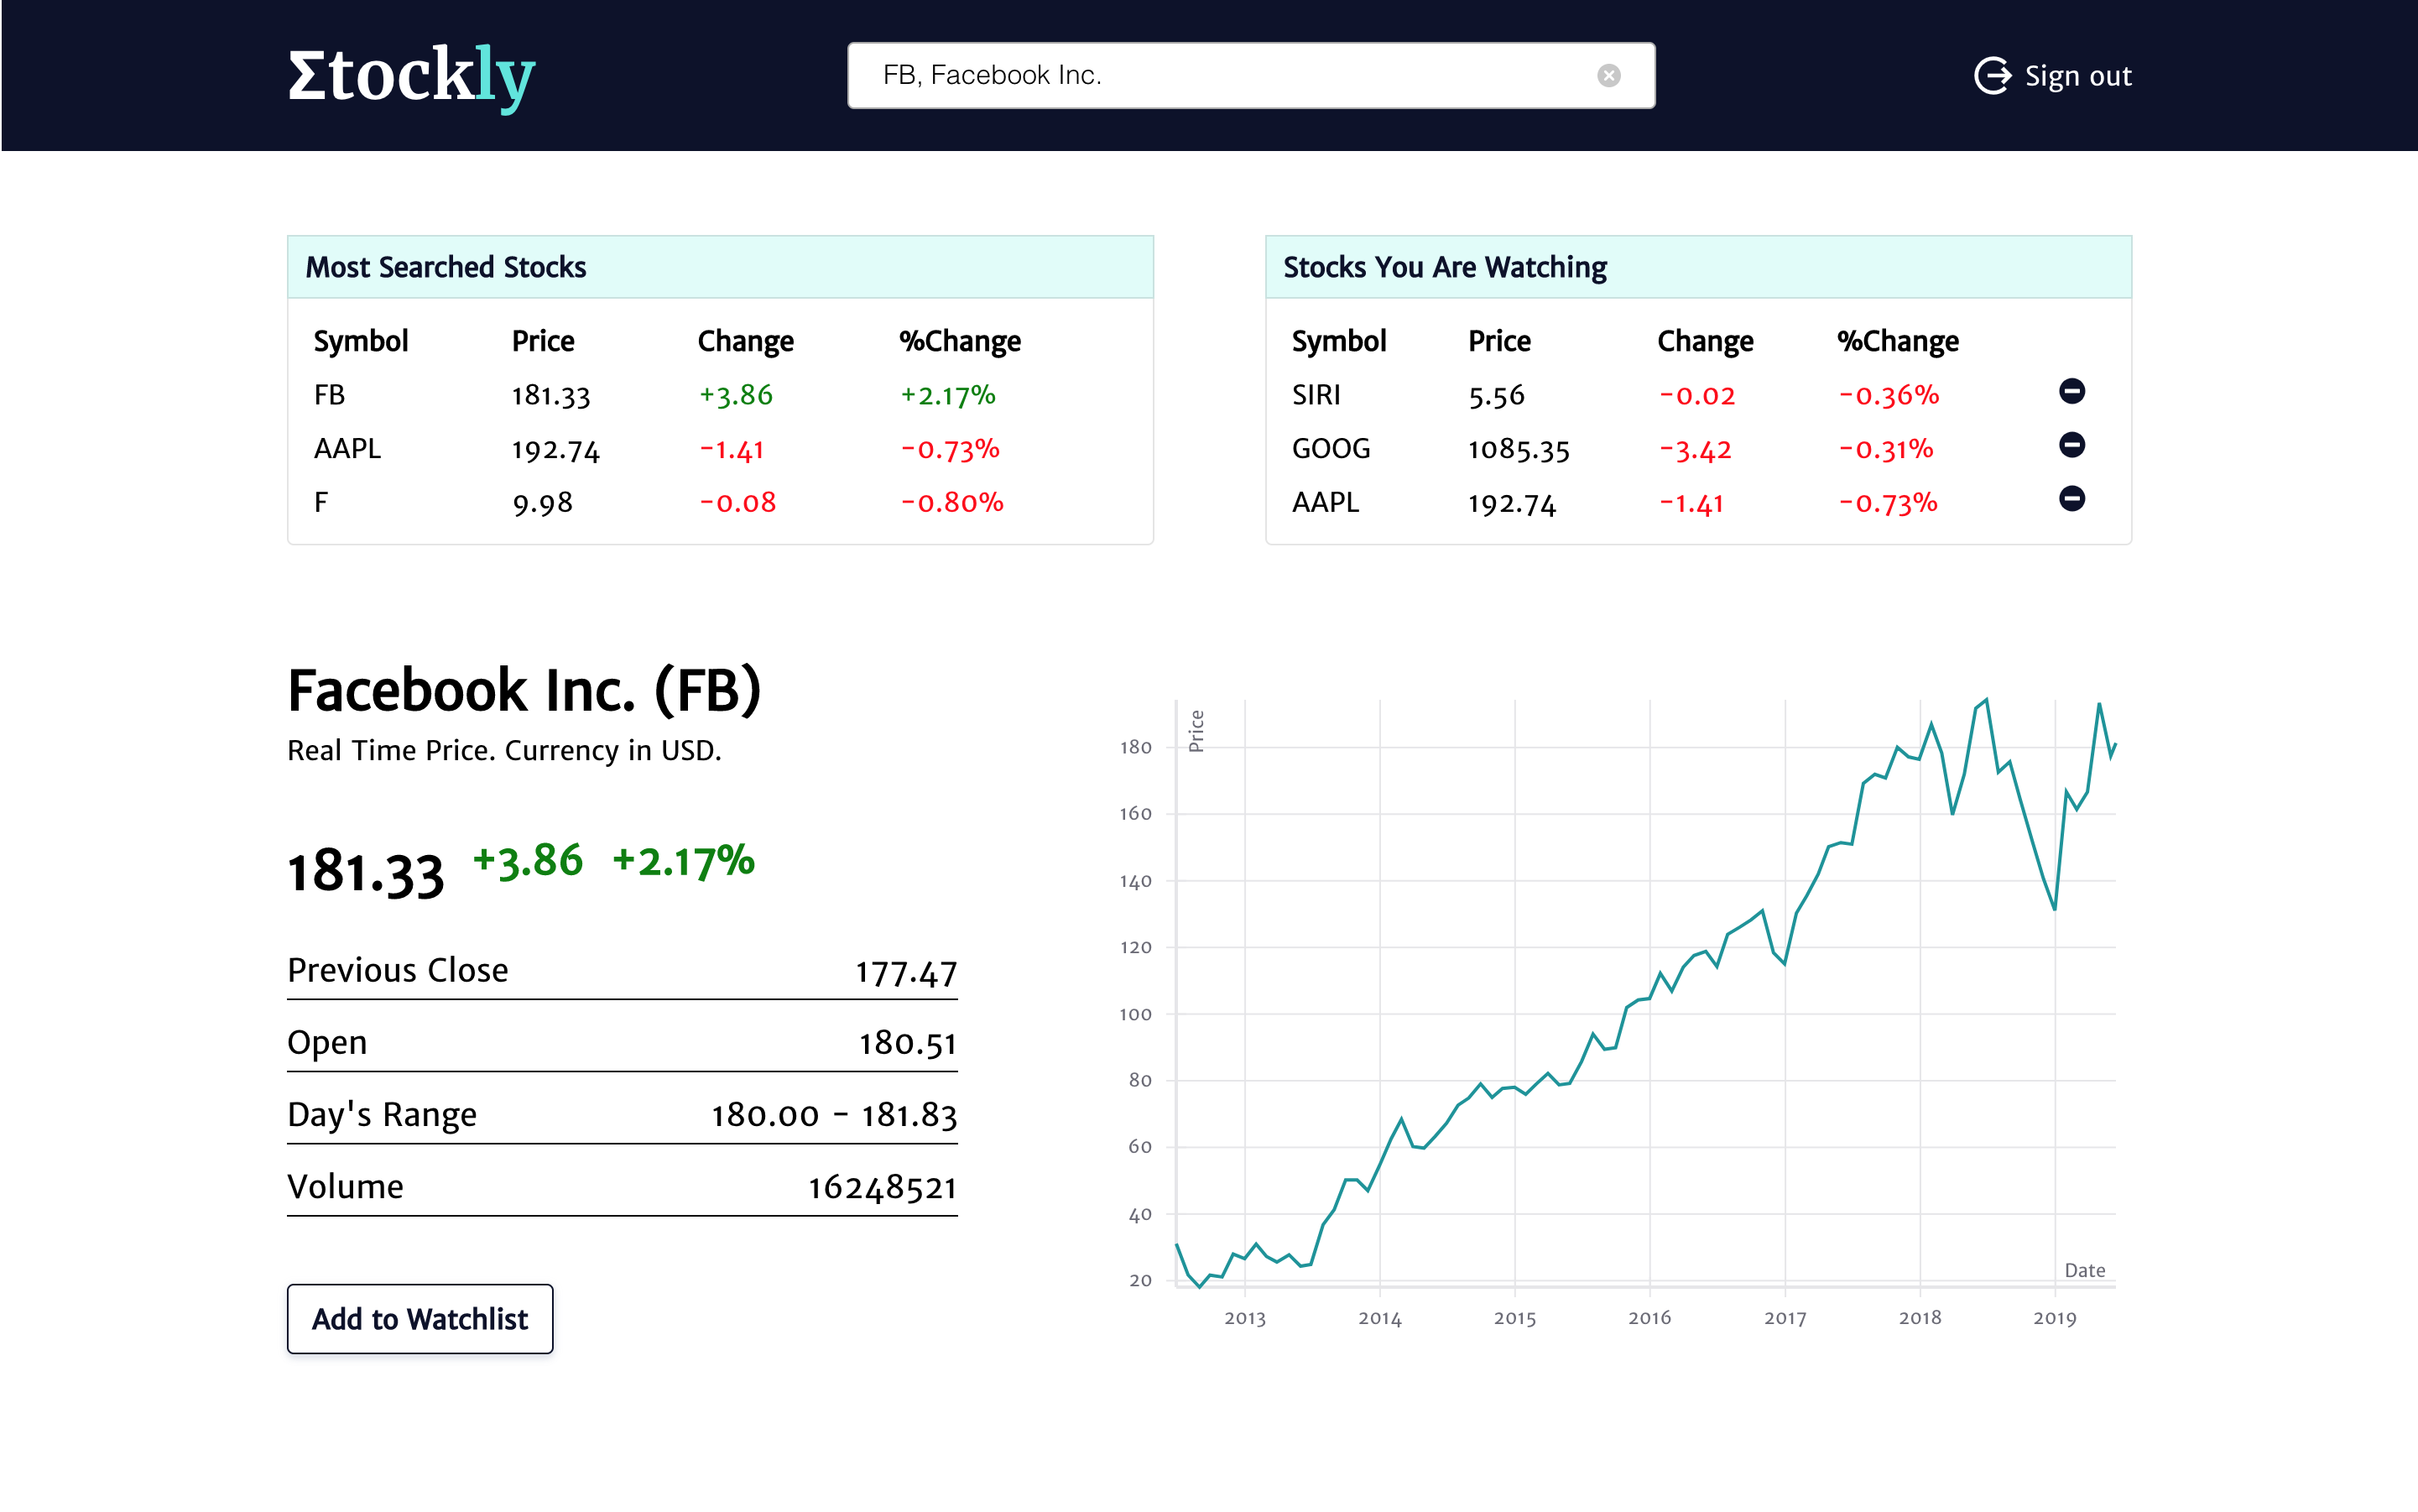 Σtockly
FB, Facebook Inc.
Sign out
Most Searched Stocks
Symbol Price Change %Change
FB 181.33 +3.86 +2.17%
AAPL 192.74 -1.41 -0.73%
F 9.98 -0.08 -0.80%
Stocks You Are Watching
Symbol Price Change %Change
SIRI 5.56 -0.02 -0.36%
GOOG 1085.35 -3.42 -0.31%
AAPL 192.74 -1.41 -0.73%
Facebook Inc. (FB)
Real Time Price. Currency in USD.
181.33 +3.86 +2.17%
Previous Close 177.47
Open 180.51
Day's Range 180.00 - 181.83
Volume 16248521
Add to Watchlist
Price
180
160
140
120
100
80
60
40
20
Date
2013 2014 2015 2016 2017 2018 2019